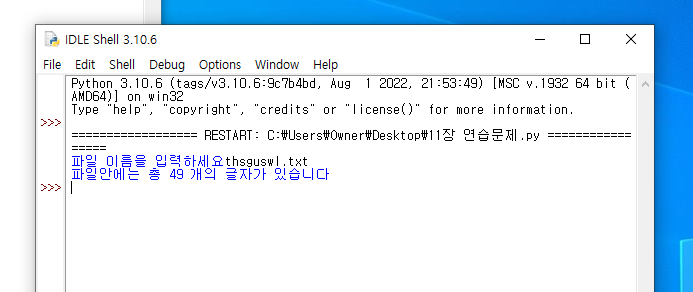 IDLE Shell 3.10.6
File Edit Shell Debug Options Window Help
Python 3.10.6 (tags/v3.10.6:9c7b4bd, Aug  1 2022, 21:53:49) [MSC v.1932 64 bit (
AMD64)] on win32
Type "help", "copyright", "credits" or "license()" for more information.
>>>
================== RESTART: C:₩Users₩Owner₩Desktop₩11장 연습문제.py ============
=====
파일 이름을 입력하세요thsguswl.txt
파일안에는 총 49 개의 글자가 있습니다
>>>